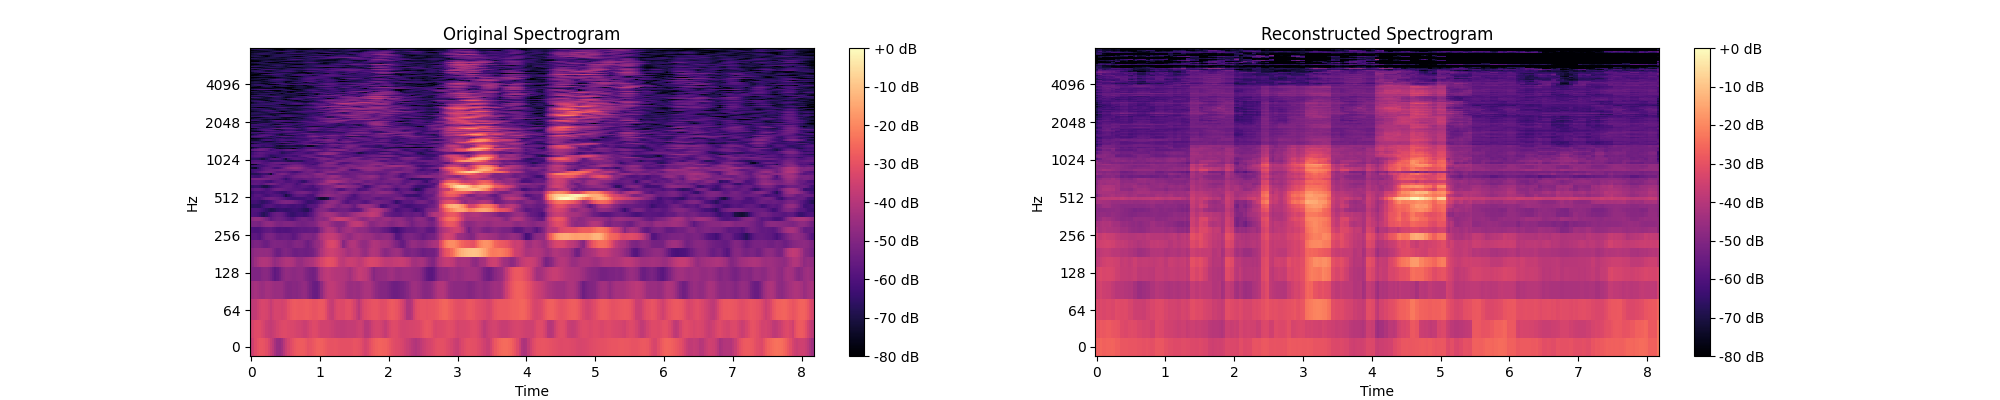 Original Spectrogram
Hz
4096
2048
1024
512
256
128
64
0
0 1 2 3 4 5 6 7 8
Time
+0 dB
-10 dB
-20 dB
-30 dB
-40 dB
-50 dB
-60 dB
-70 dB
-80 dB
Reconstructed Spectrogram
Hz
4096
2048
1024
512
256
128
64
0
0 1 2 3 4 5 6 7 8
Time
+0 dB
-10 dB
-20 dB
-30 dB
-40 dB
-50 dB
-60 dB
-70 dB
-80 dB